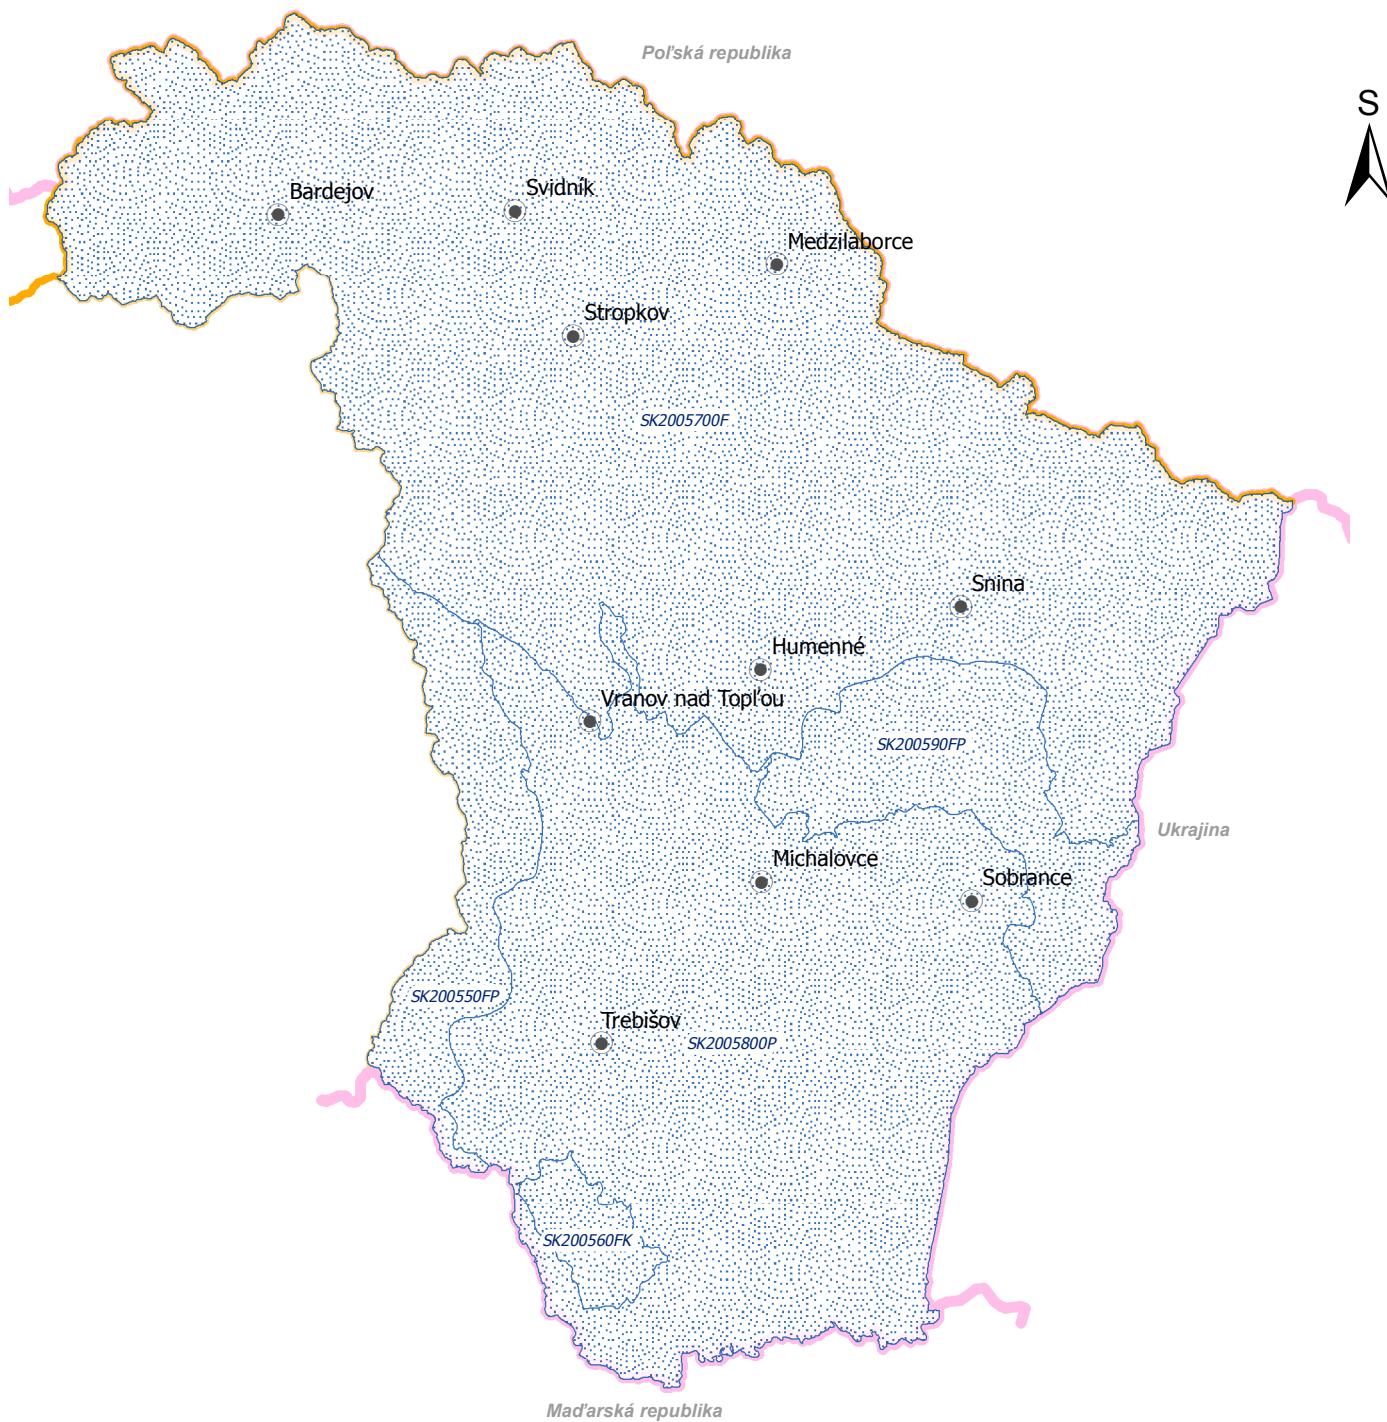 Poľská republika
S
Bardejov
Svidník
Medzilaborce
Stropkov
SK2005700F
Snina
Humenné
Vranov nad Topľou
SK200590FP
Ukrajina
Michalovce
Sobrance
SK200550FP
Trebišov
SK2005800P
SK200560FK
Maďarská republika